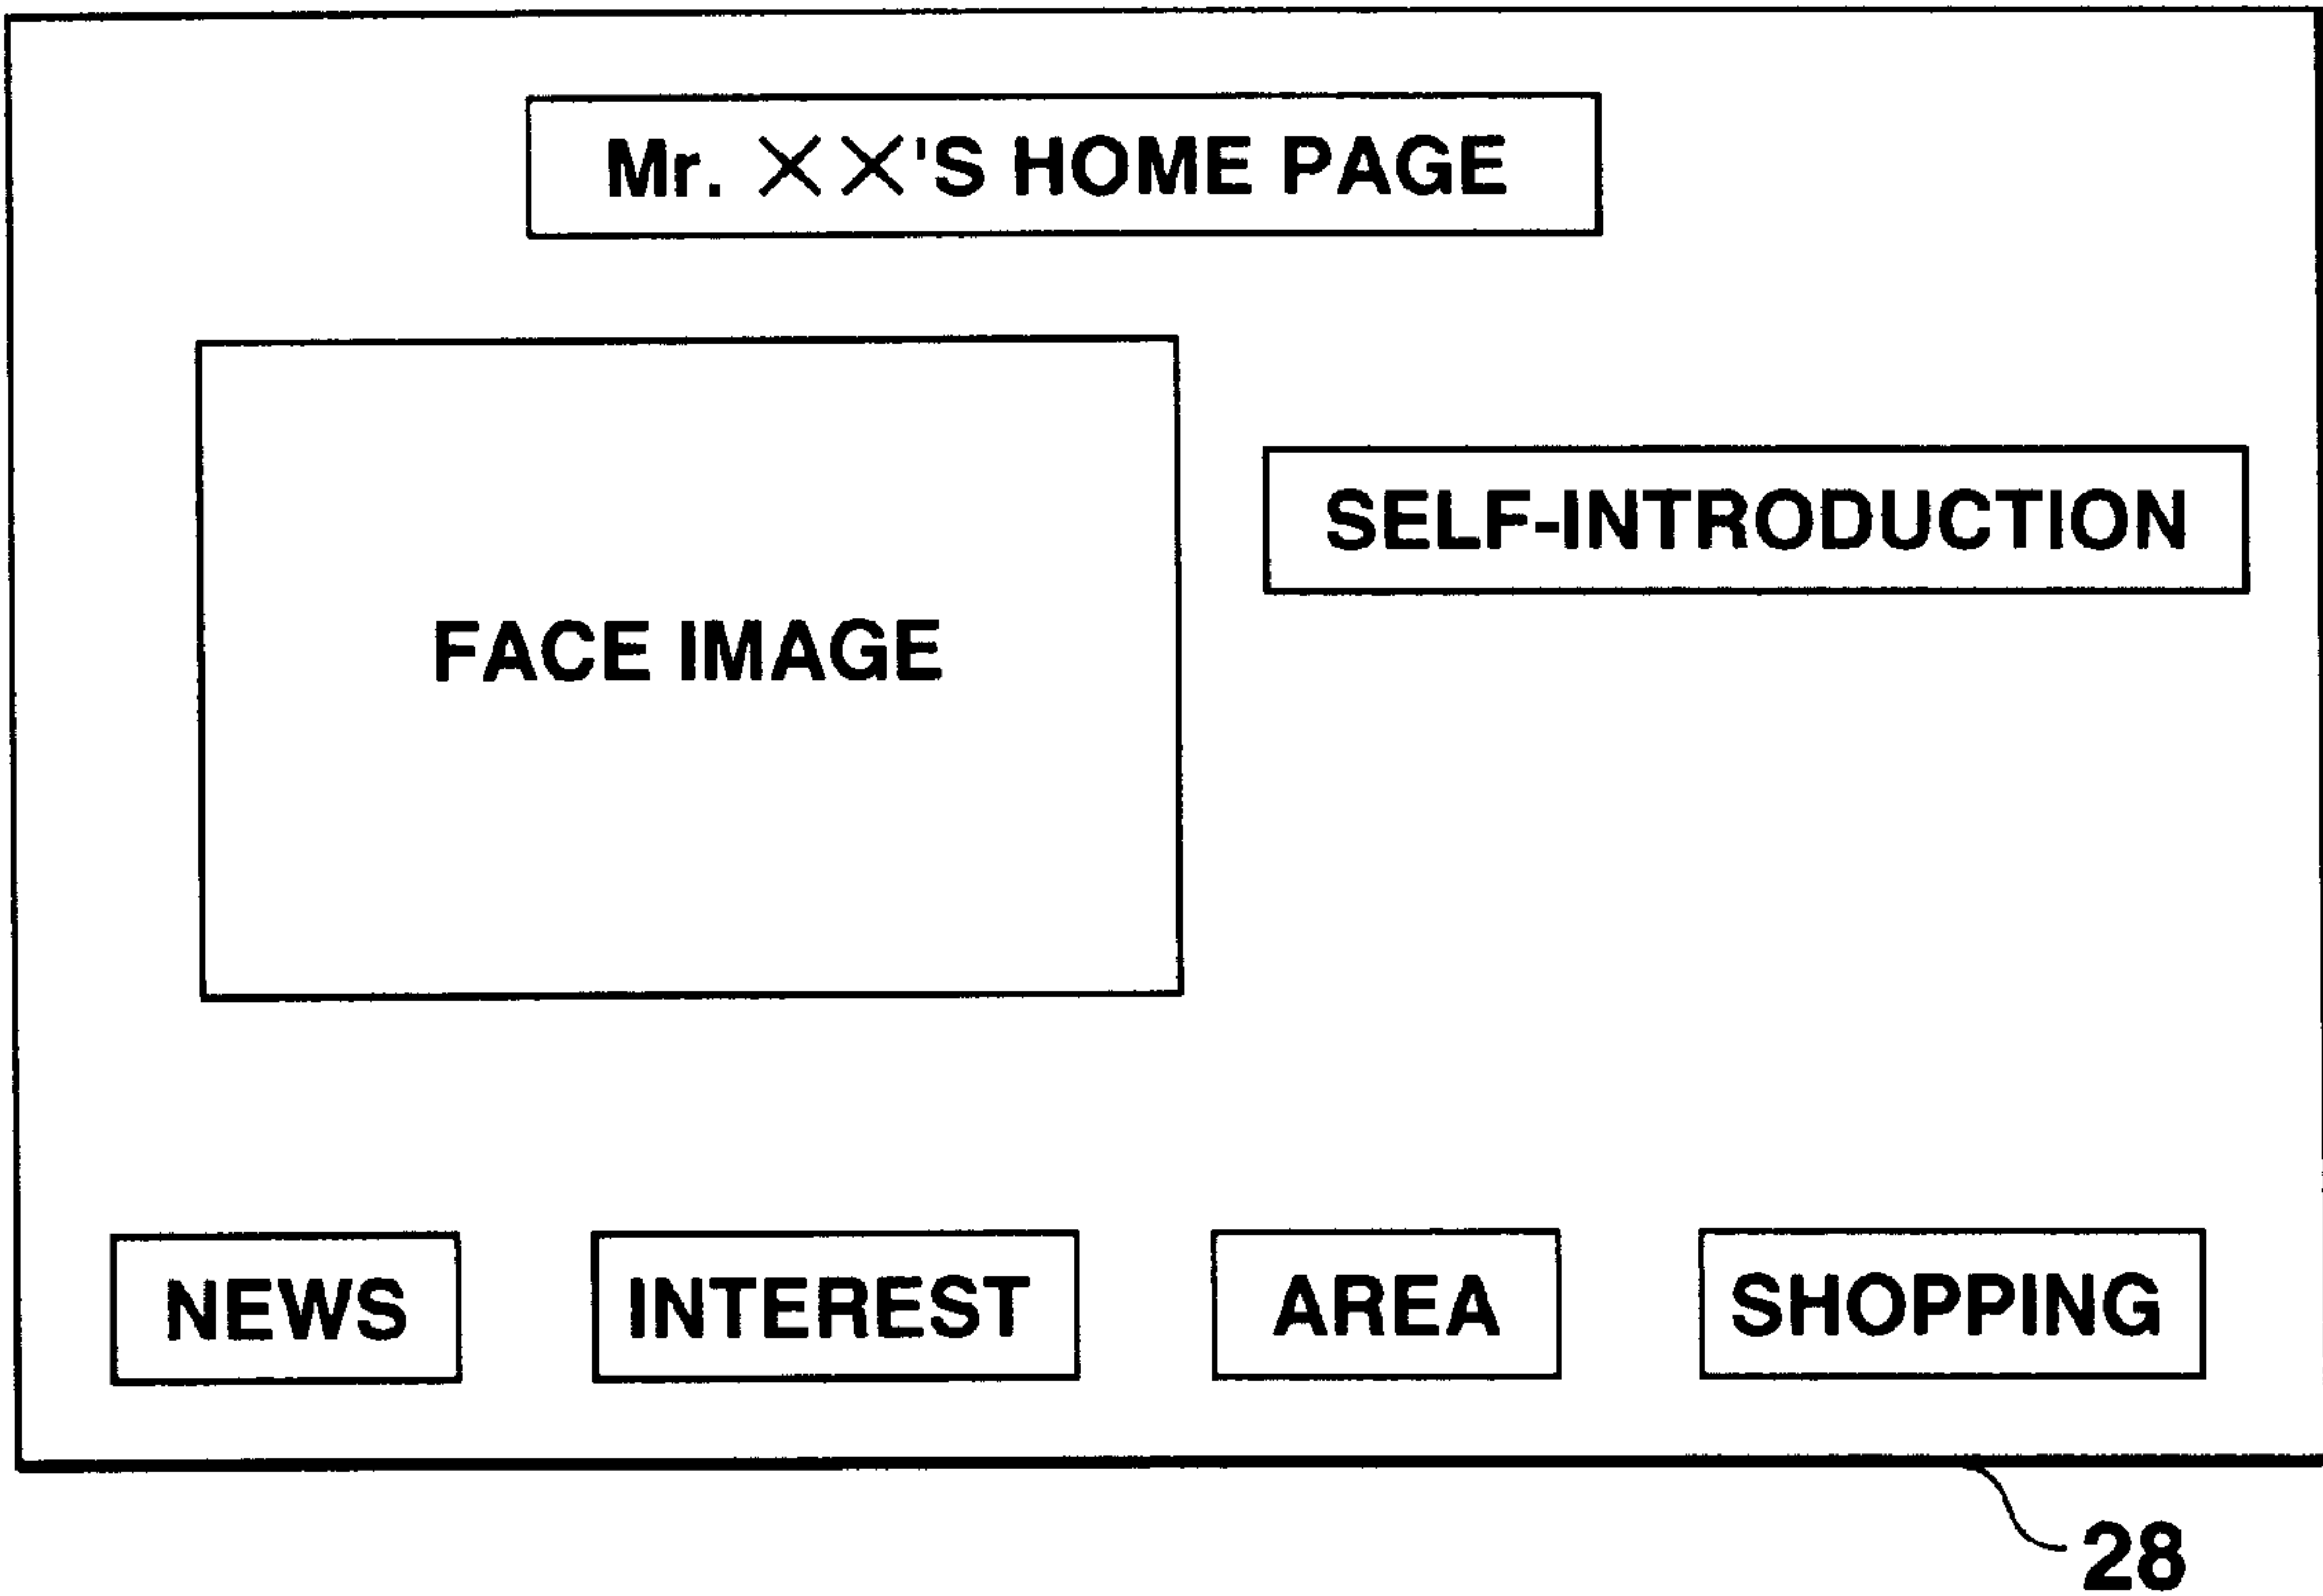 Mr. ××'S HOME PAGE
SELF-INTRODUCTION
FACE IMAGE
NEWS
INTEREST
AREA
SHOPPING
28